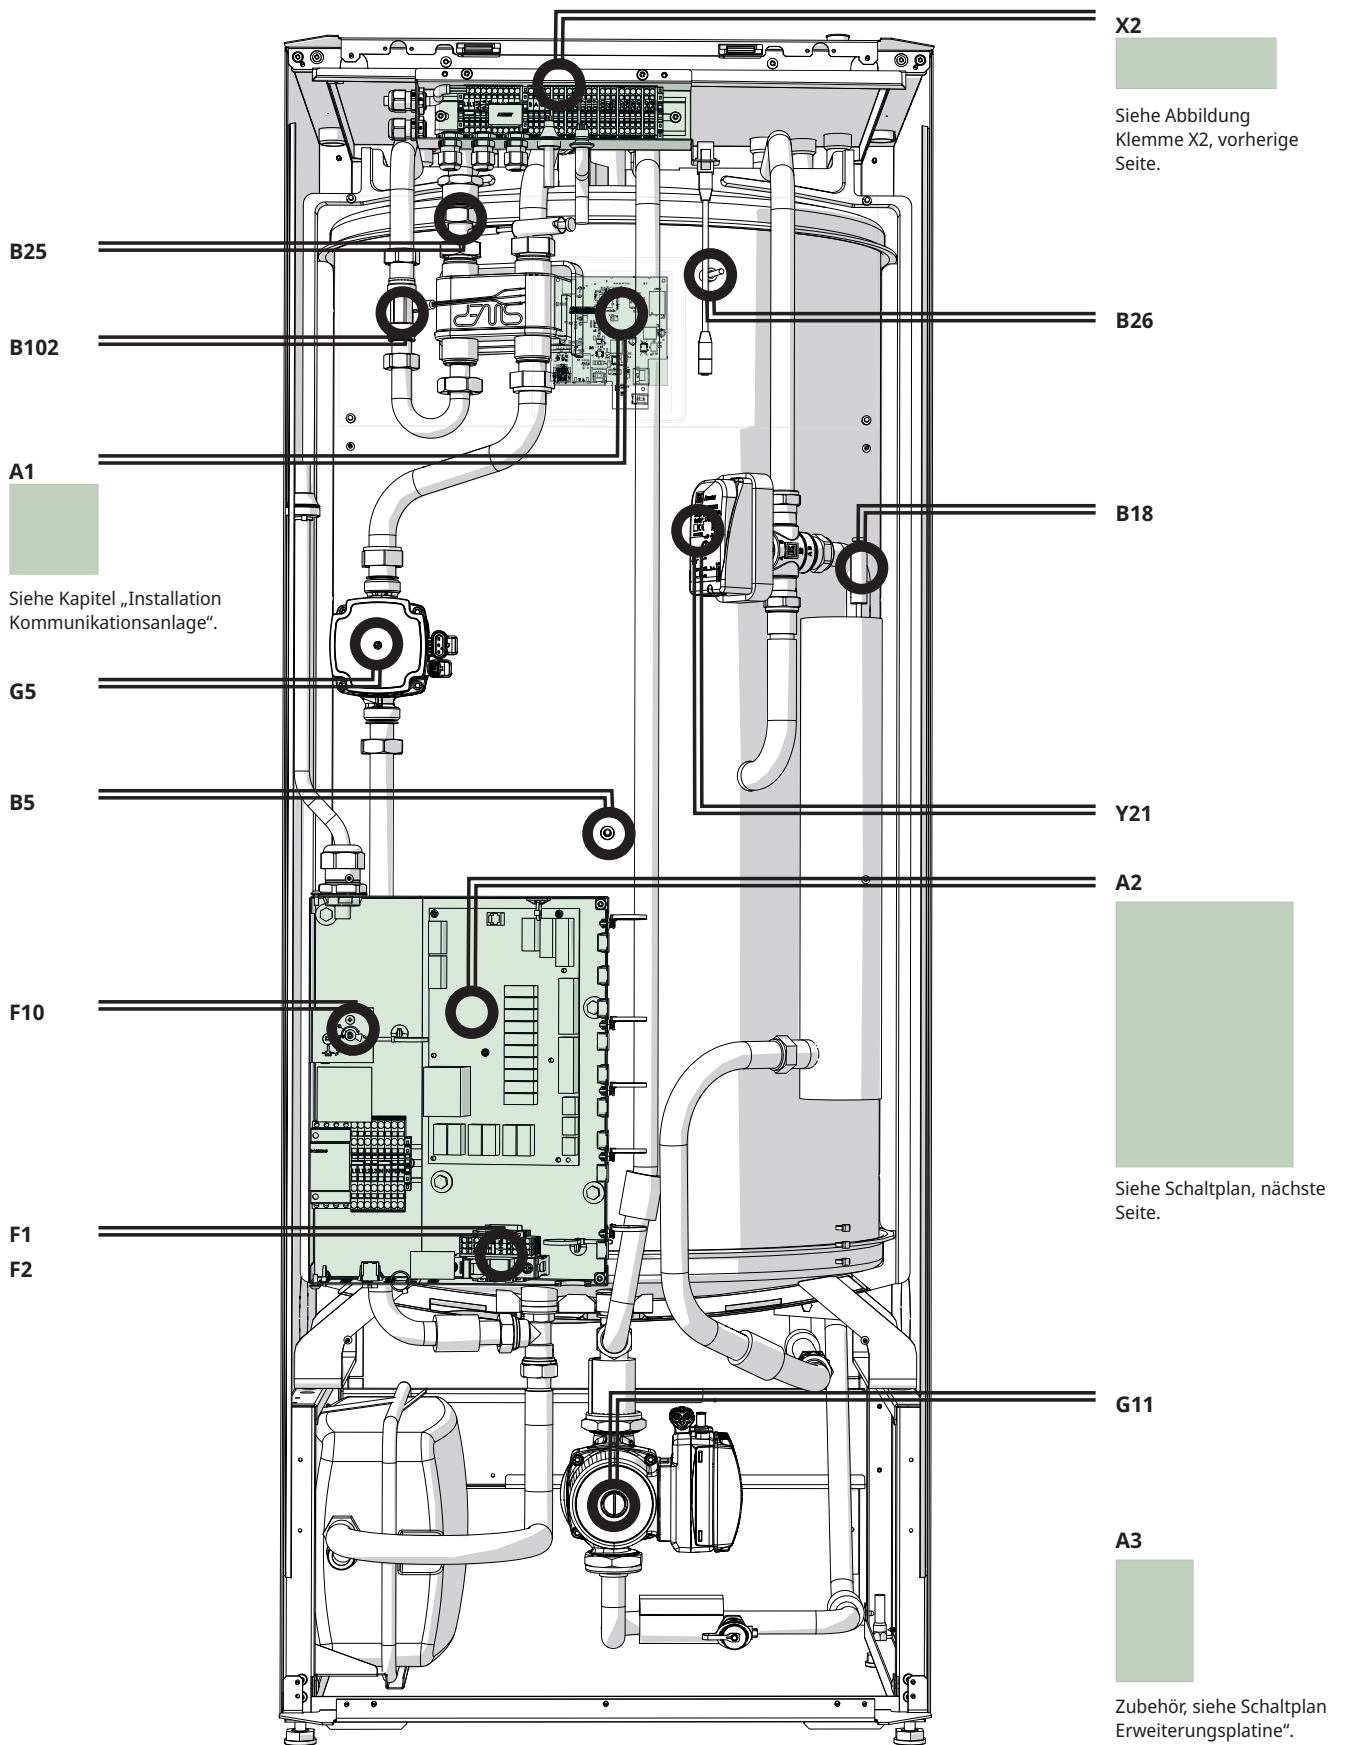 X2
Siehe Abbildung
Klemme X2, vorherige
Seite.
B25
B26
B102
A1
Siehe Kapitel „Installation
Kommunikationsanlage“.
B18
G5
B5
Y21
A2
Siehe Schaltplan, nächste
Seite.
F10
F1
F2
G11
A3
Zubehör, siehe Schaltplan
Erweiterungsplatine“.
SWEP